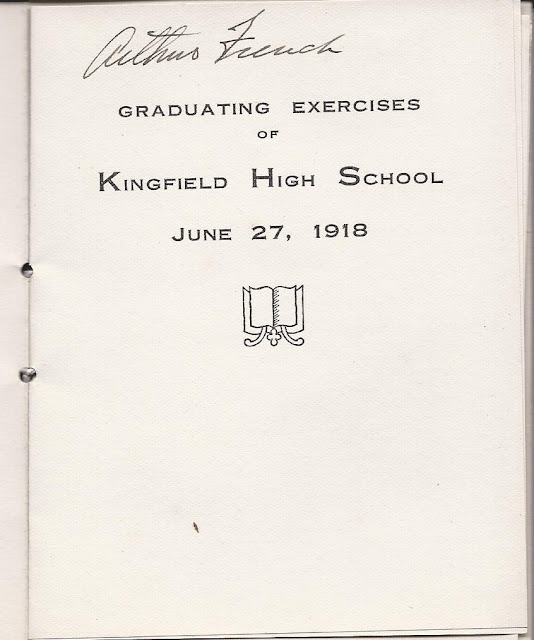 Arthur French
GRADUATING EXERCISES
OF
KINGFIELD HIGH SCHOOL
JUNE 27, 1918